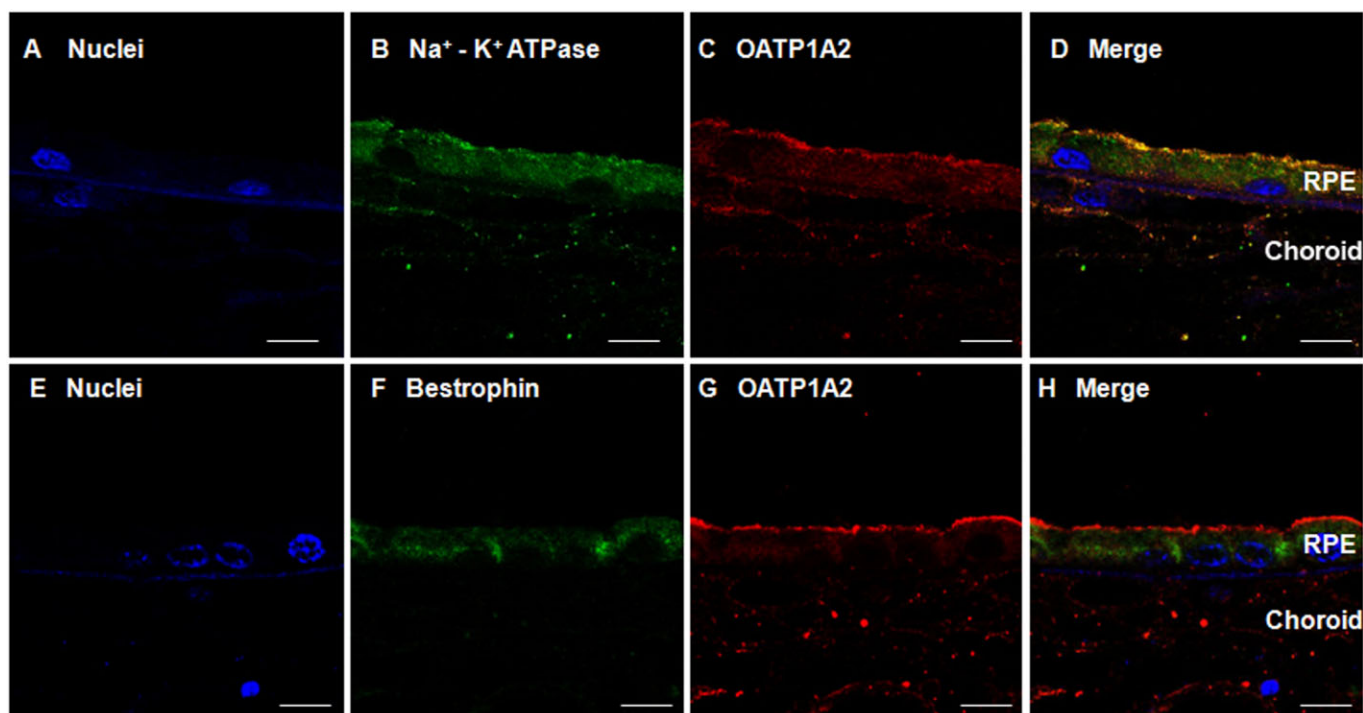 A Nuclei
B Na⁺ - K⁺ ATPase
C OATP1A2
D Merge
RPE
Choroid
E Nuclei
F Bestrophin
G OATP1A2
H Merge
RPE
Choroid